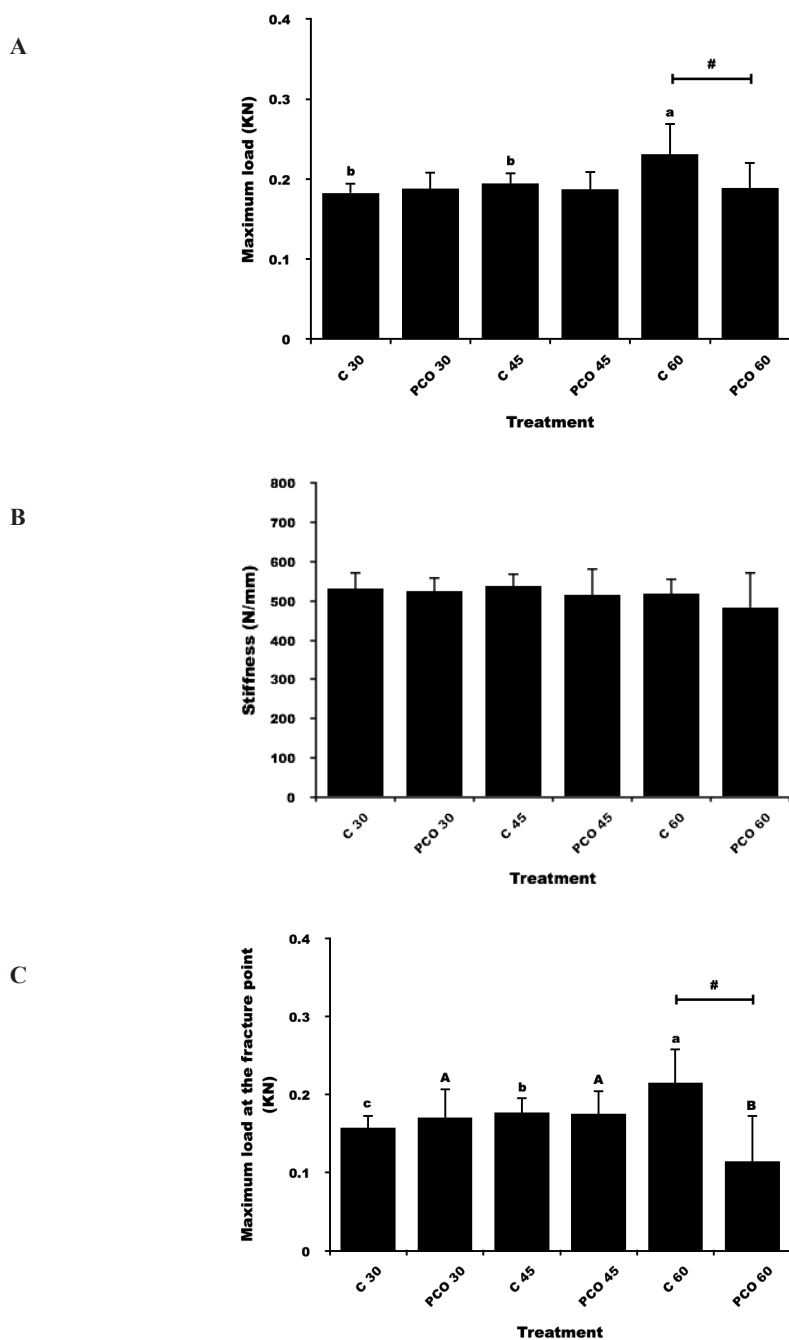 A
Maximum load (KN)
0.4
0.3
0.2
0.1
0
b
b
a
#
C 30
PCO 30
C 45
PCO 45
C 60
PCO 60
Treatment
B
Stiffness (N/mm)
800
700
600
500
400
300
200
100
0
C 30
PCO 30
C 45
PCO 45
C 60
PCO 60
Treatment
C
Maximum load at the fracture point
(KN)
0.4
0.3
0.2
0.1
0
c
A
b
A
a
#
B
C 30
PCO 30
C 45
PCO 45
C 60
PCO 60
Treatment